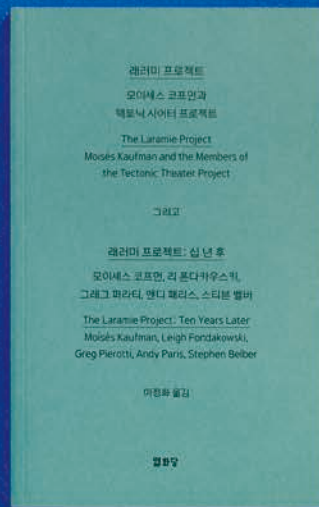 래러미 프로젝트
모이세스 코프먼과
텍토닉 시어터 프로젝트
The Laramie Project
Moisés Kaufman and the Members of
the Tectonic Theater Project
그리고
래러미 프로젝트: 십 년 후
모이세스 코프먼, 리 폰다카우스키,
그레그 피라티, 앤디 패리스, 스티븐 벨버
The Laramie Project: Ten Years Later
Moisés Kaufman, Leigh Fondakowski,
Greg Pierotti, Andy Paris, Stephen Belber
마정화 옮김
열화당